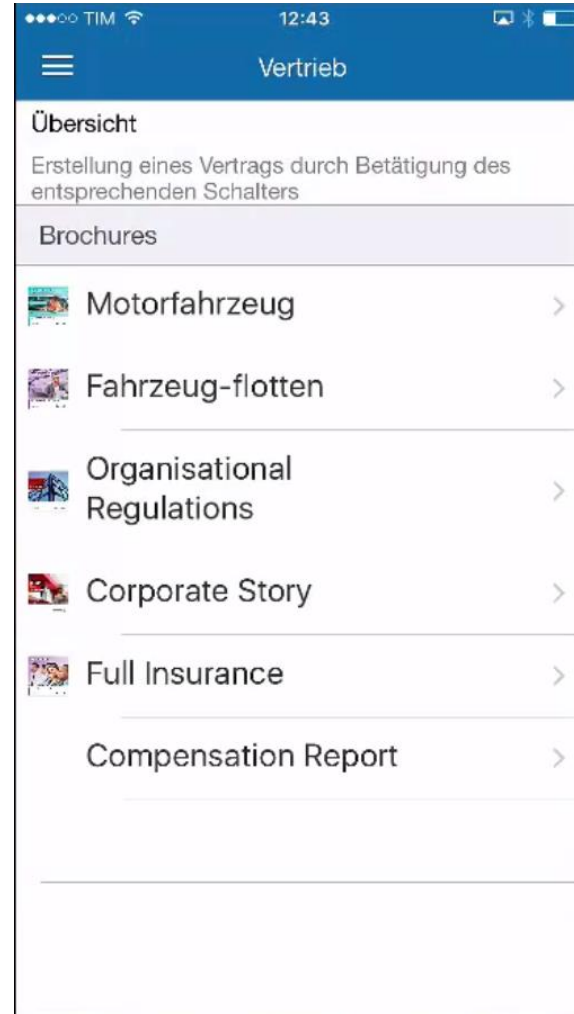 TIM 12:43
Vertrieb
Übersicht
Erstellung eines Vertrags durch Betätigung des
entsprechenden Schalters
Brochures
Motorfahrzeug
Fahrzeug-flotten
Organisational
Regulations
Corporate Story
Full Insurance
Compensation Report